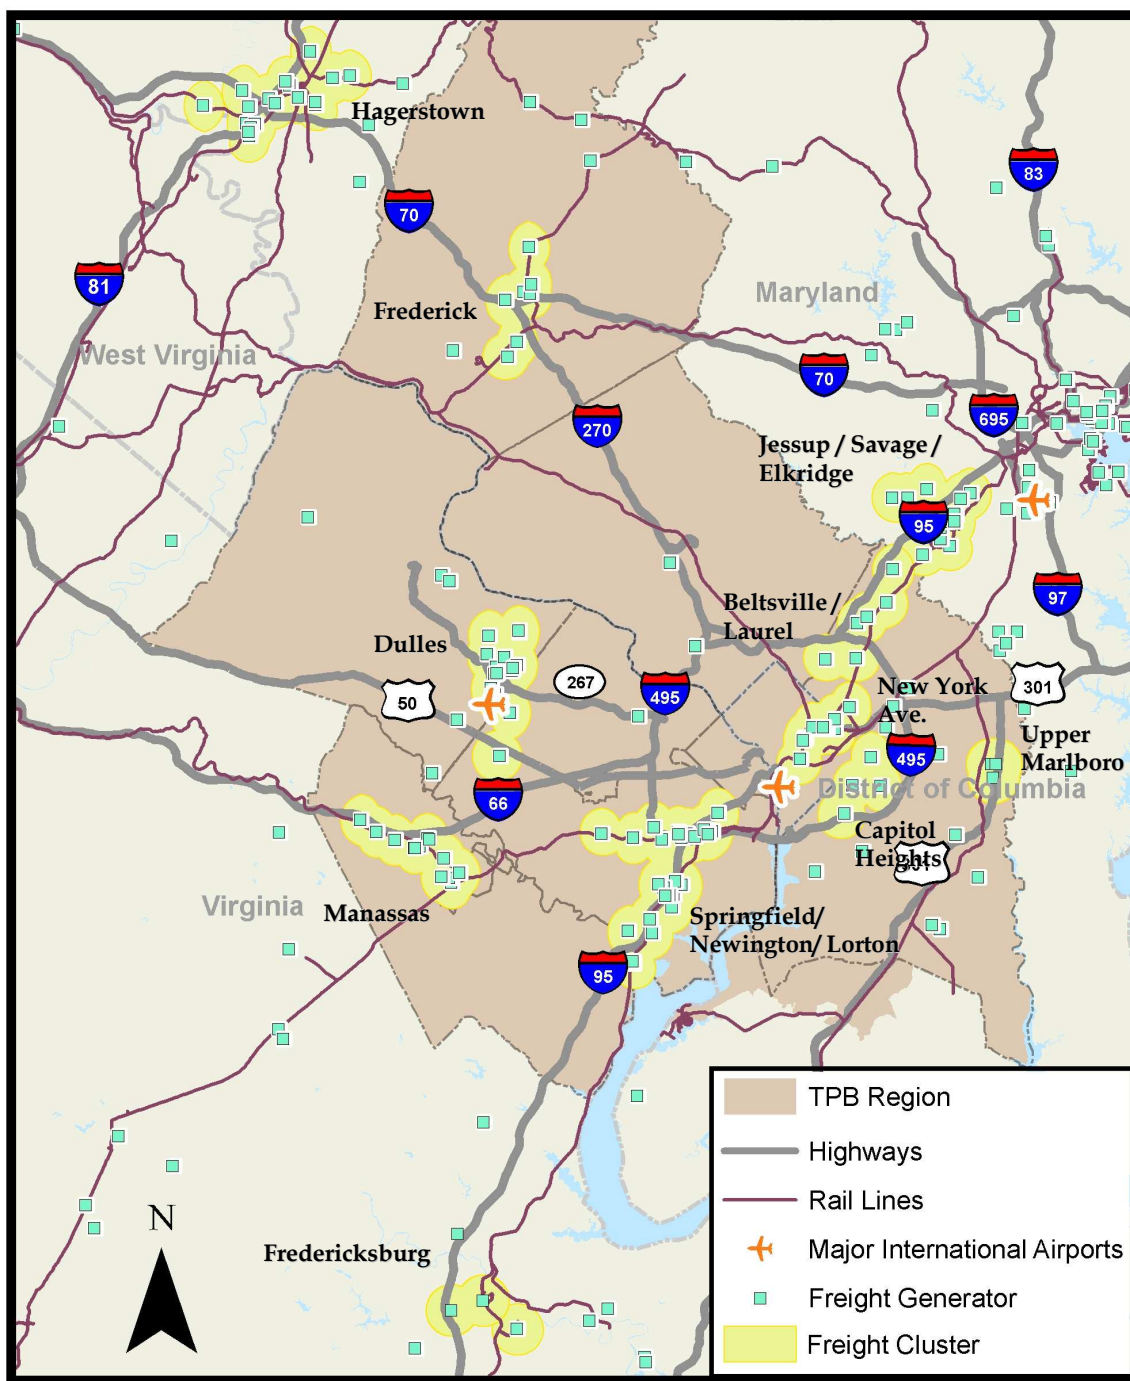 Hagerstown
83
70
81
Maryland
Frederick
West Virginia
70
695
270
Jessup / Savage /
Elkridge
95
97
Beltsville /
Laurel
Dulles
267
301
50
495
New York
Ave.
Upper
Marlboro
495
66
District of Columbia
Capitol
Heights
Virginia
Manassas
Springfield/
Newington/ Lorton
95
TPB Region
Highways
Rail Lines
N
Major International Airports
Fredericksburg
Freight Generator
Freight Cluster